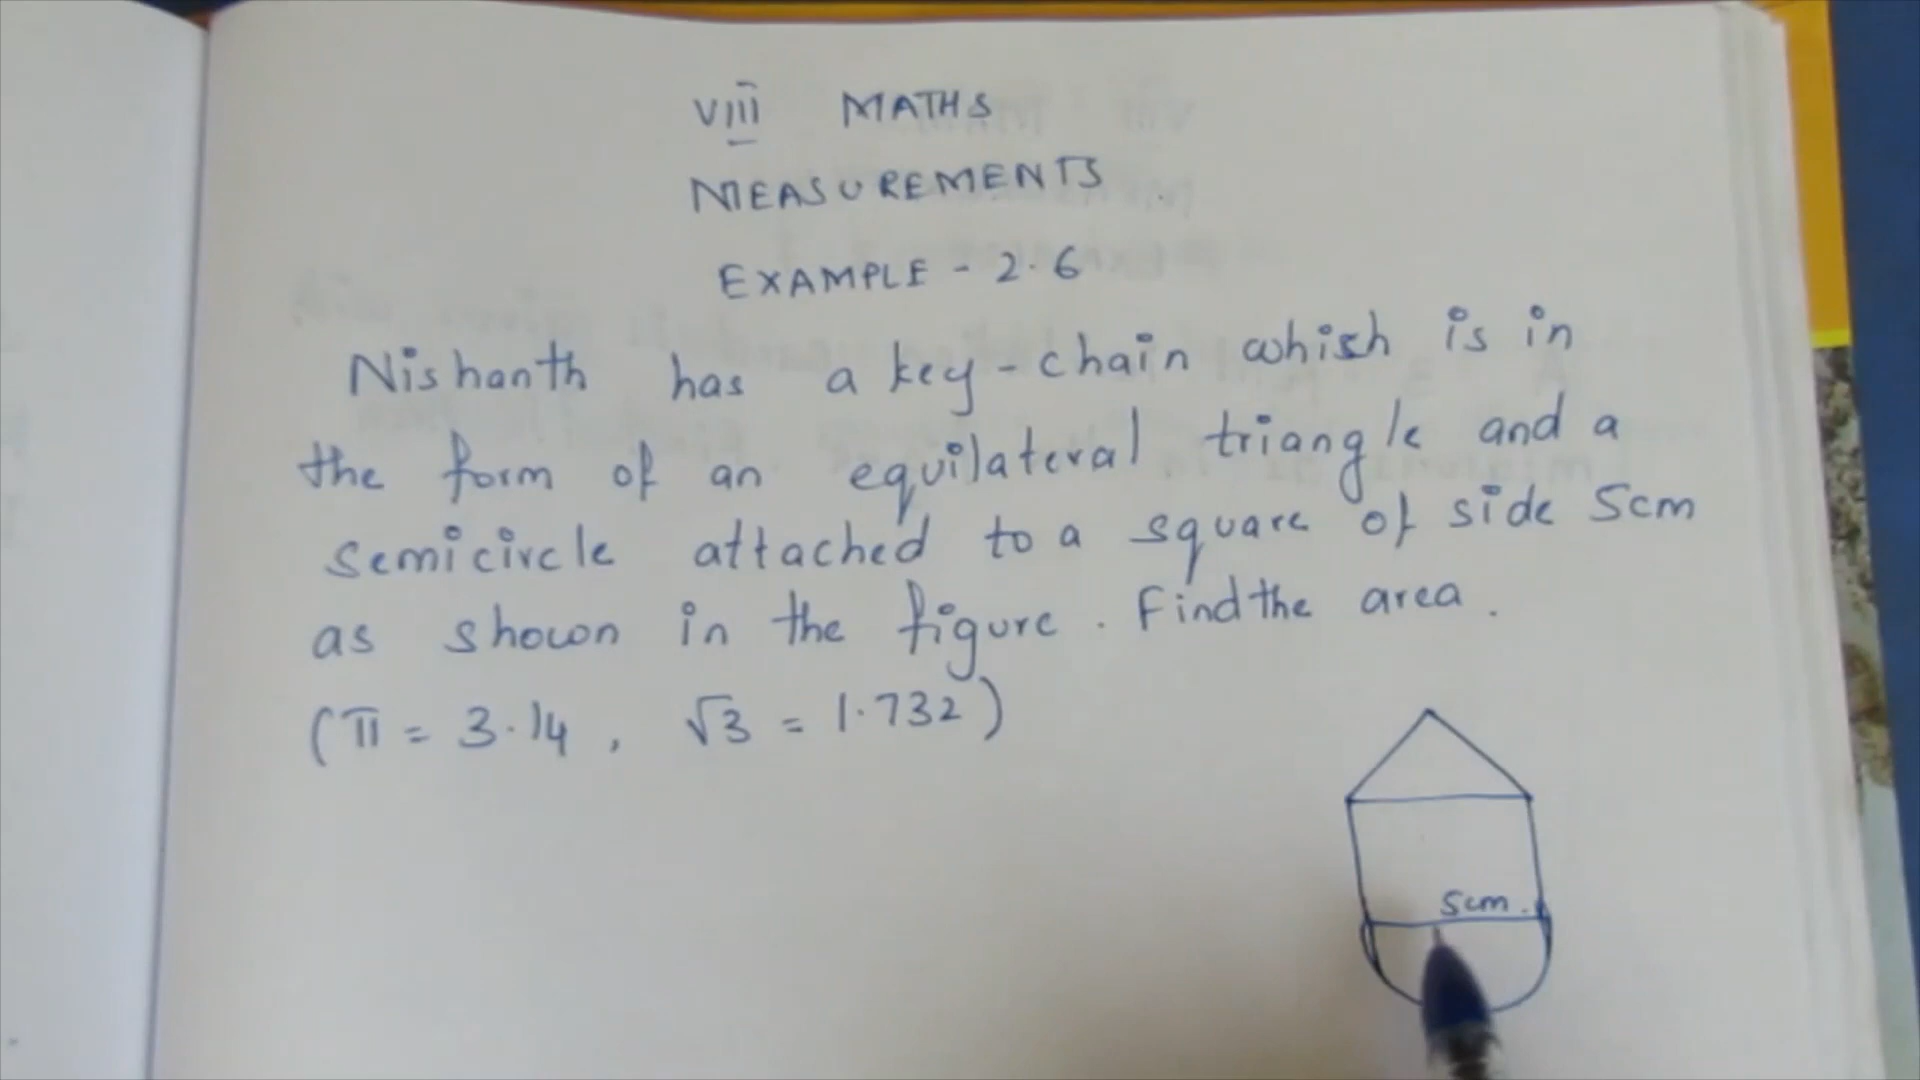 VIII MATHS
MEASUREMENTS
EXAMPLE - 2.6
Nishanth has a key-chain which is in
the form of an equilateral triangle and a
semicircle attached to a square of side 5cm
as shown in the figure. Find the area.
(π = 3.14, √3 = 1.732)
5cm.